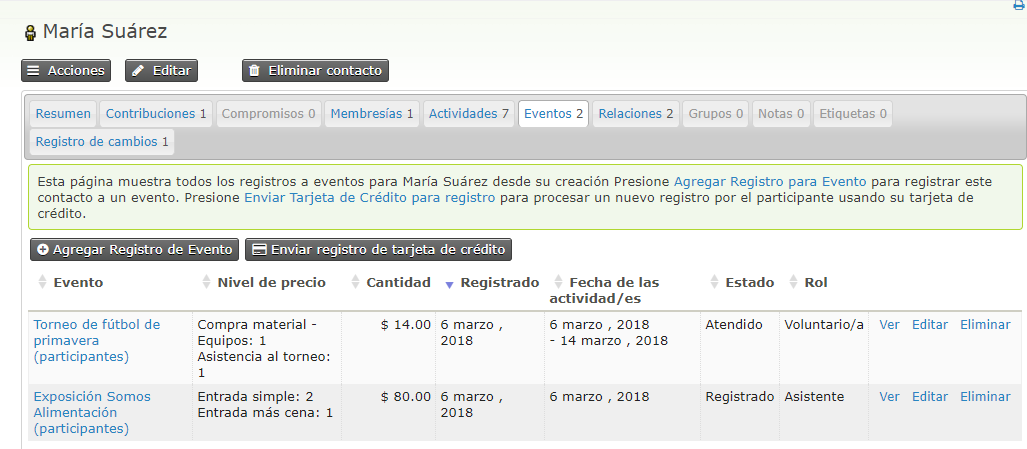 María Suárez
Acciones Editar Eliminar contacto
Resumen Contribuciones 1 Compromisos 0 Membresías 1 Actividades 7 Eventos 2 Relaciones 2 Grupos 0 Notas 0 Etiquetas 0
Registro de cambios 1
Esta página muestra todos los registros a eventos para María Suárez desde su creación Presione Agregar Registro para Evento para registrar este
contacto a un evento. Presione Enviar Tarjeta de Crédito para registro para procesar un nuevo registro por el participante usando su tarjeta de
crédito.
Agregar Registro de Evento Enviar registro de tarjeta de crédito
Evento Nivel de precio Cantidad Registrado Fecha de las Estado Rol
actividad/es
Torneo de fútbol de Compra material - $ 14.00 6 marzo , 6 marzo , 2018 Atendido Voluntario/a Ver Editar Eliminar
primavera Equipos: 1 2018 - 14 marzo , 2018
(participantes) Asistencia al torneo:
1
Exposición Somos Entrada simple: 2 $ 80.00 6 marzo , 6 marzo , 2018 Registrado Asistente Ver Editar Eliminar
Alimentación Entrada más cena: 1 2018
(participantes)